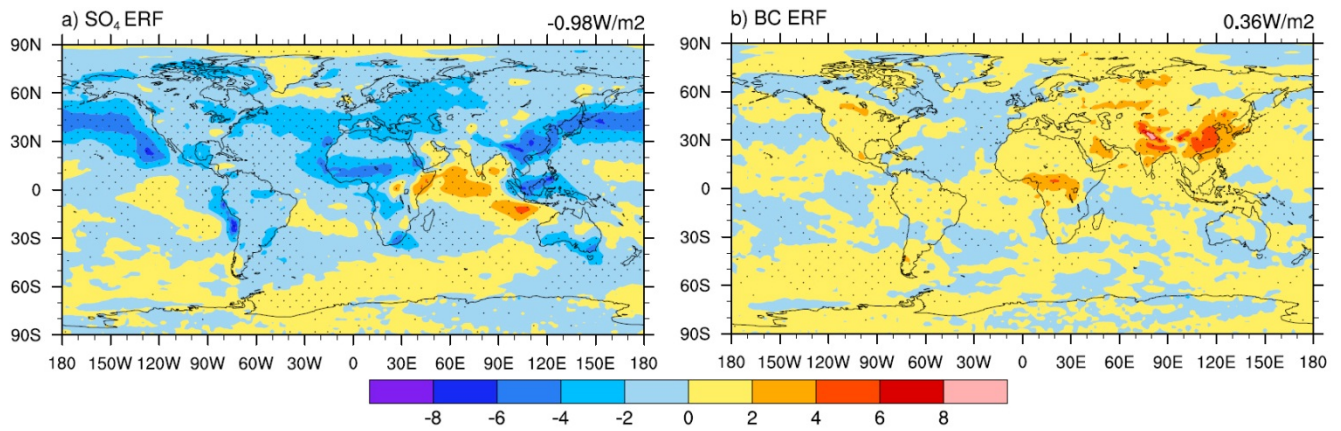 a) SO₄ ERF -0.98W/m2
90N
60N
30N
0
30S
60S
90S
180 150W 120W 90W 60W 30W 0 30E 60E 90E 120E 150E 180
b) BC ERF 0.36W/m2
90N
60N
30N
0
30S
60S
90S
180 150W 120W 90W 60W 30W 0 30E 60E 90E 120E 150E 180
-8 -6 -4 -2 0 2 4 6 8